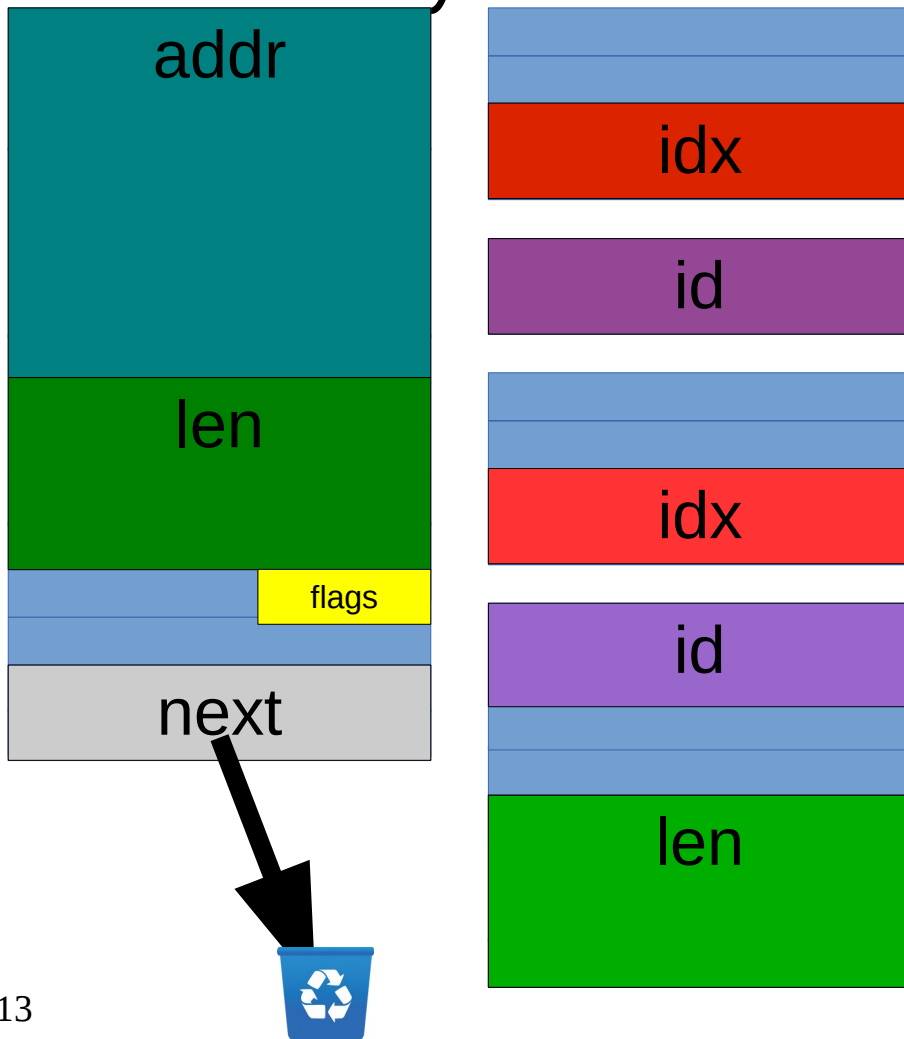 addr
len
flags
next
idx
id
idx
id
len
13